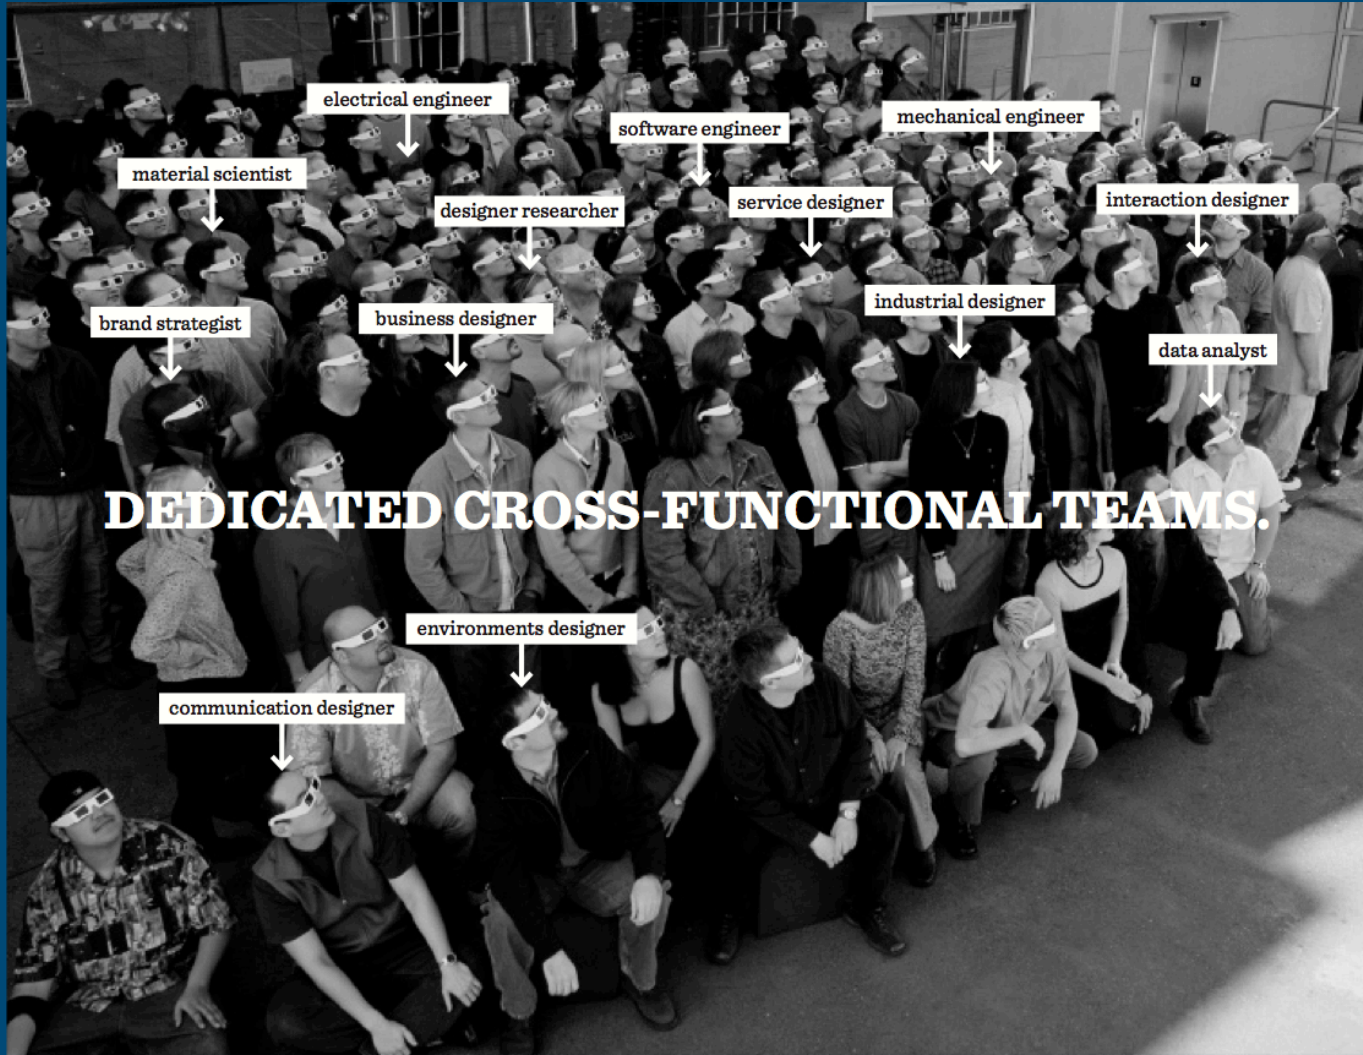 electrical engineer
software engineer
mechanical engineer
material scientist
designer researcher
service designer
interaction designer
brand strategist
business designer
industrial designer
data analyst
DEDICATED CROSS-FUNCTIONAL TEAMS.
environments designer
communication designer